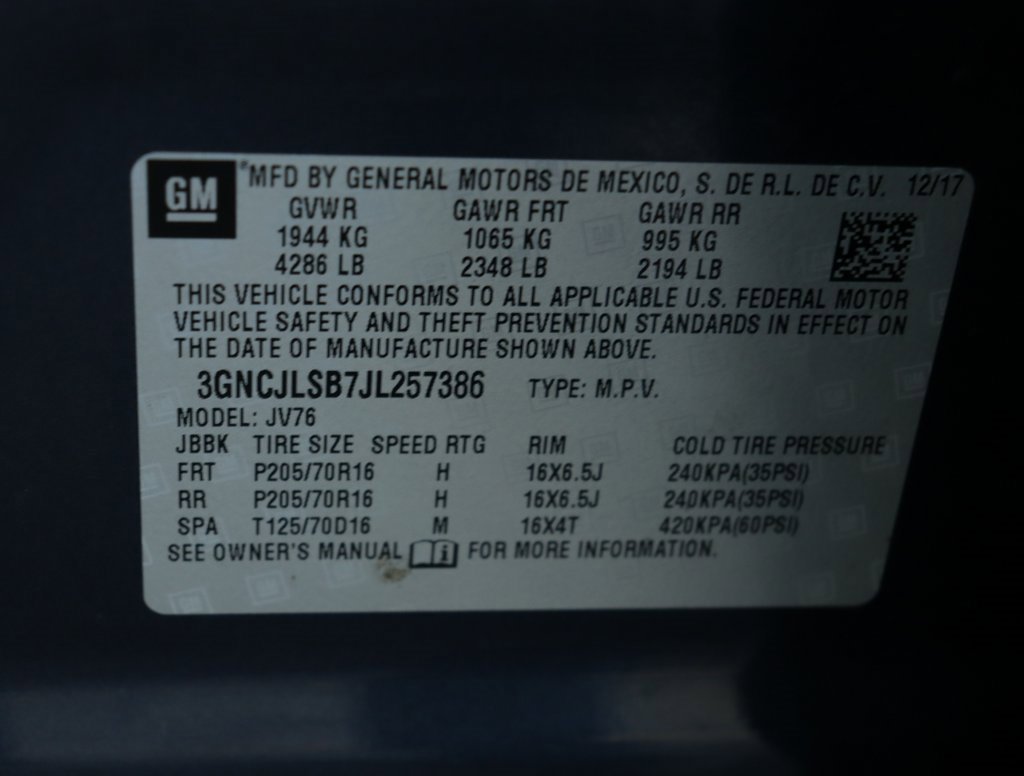 GM MFD BY GENERAL MOTORS DE MEXICO, S. DE R.L. DE C.V. 12/17
GVWR GAWR FRT GAWR RR
1944 KG 1065 KG 995 KG
4286 LB 2348 LB 2194 LB
THIS VEHICLE CONFORMS TO ALL APPLICABLE U.S. FEDERAL MOTOR
VEHICLE SAFETY AND THEFT PREVENTION STANDARDS IN EFFECT ON
THE DATE OF MANUFACTURE SHOWN ABOVE.
3GNCJLSB7JL257386 TYPE: M.P.V.
MODEL: JV76
JBBK TIRE SIZE SPEED RTG RIM COLD TIRE PRESSURE
FRT P205/70R16 H 16X6.5J 240KPA(35PSI)
RR P205/70R16 H 16X6.5J 240KPA(35PSI)
SPA T125/70D16 M 16X4T 420KPA(60PSI)
SEE OWNER'S MANUAL FOR MORE INFORMATION.